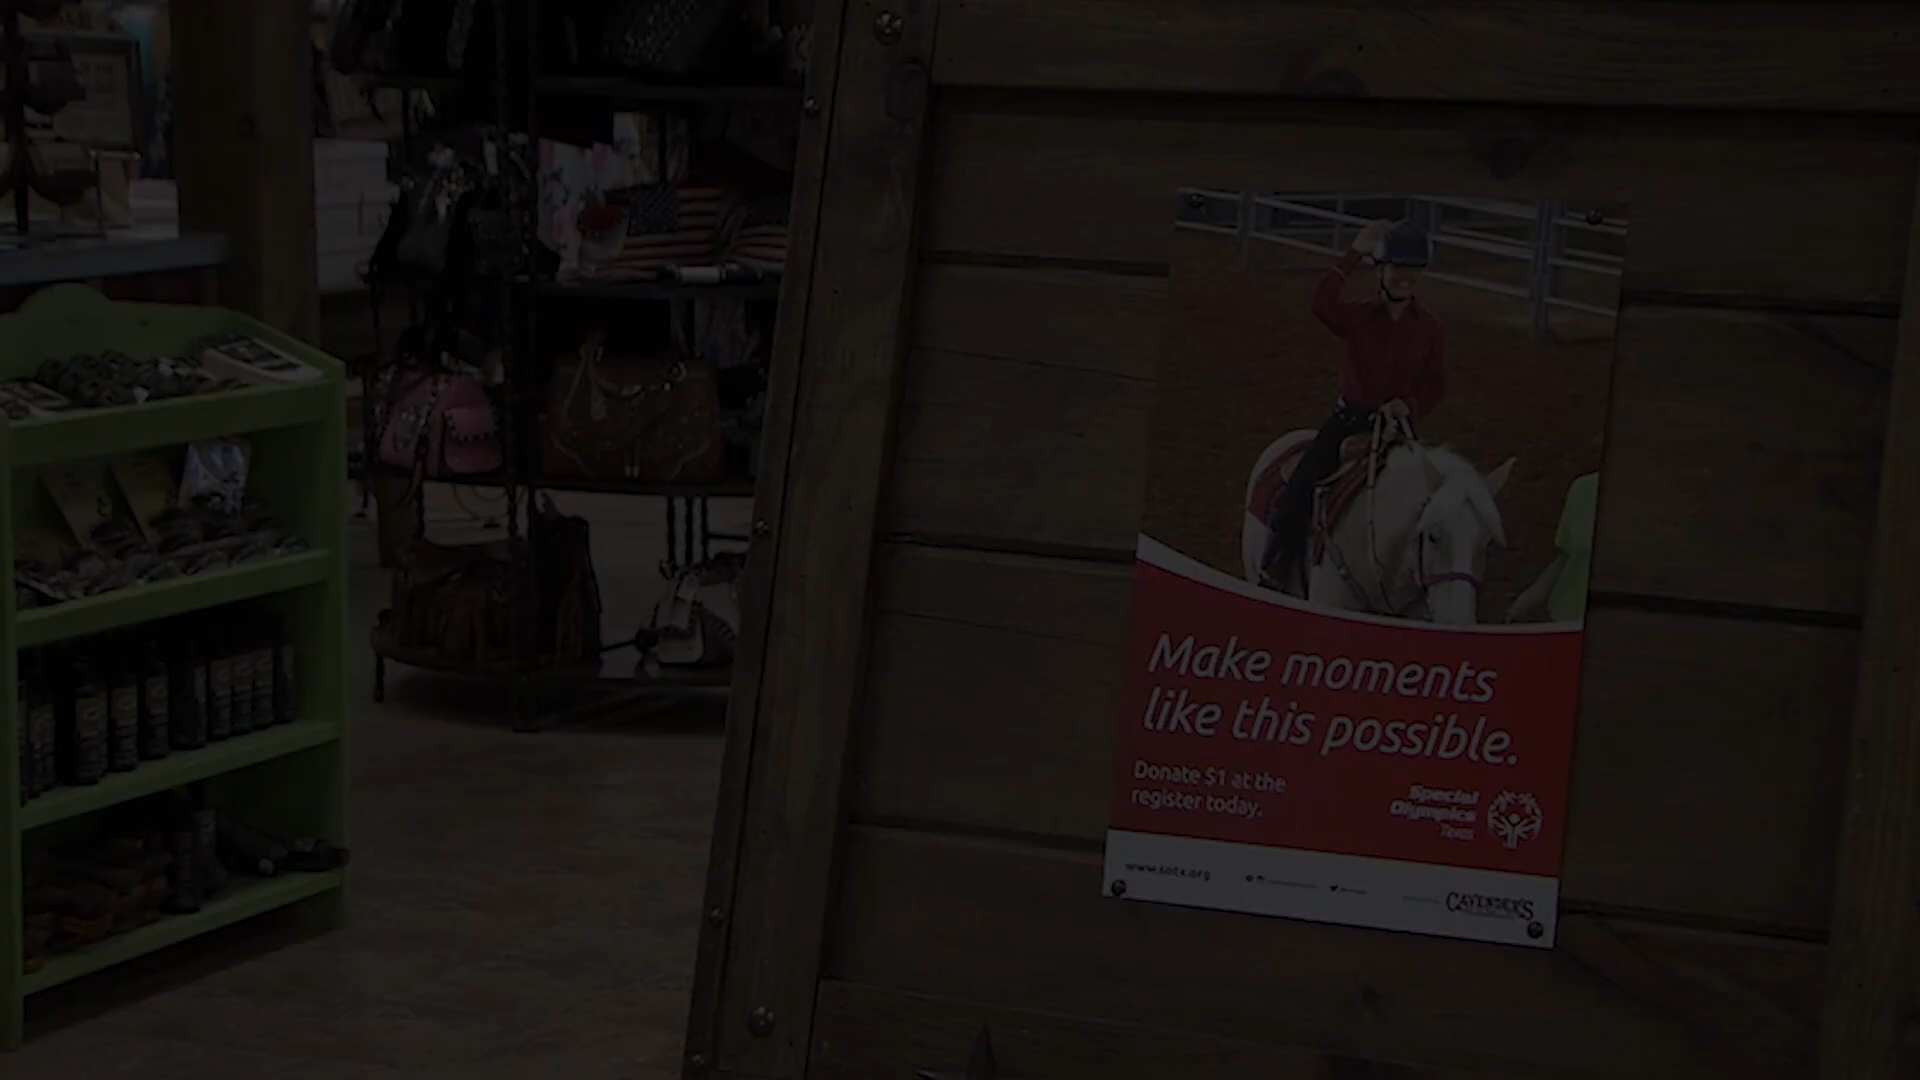 Make moments
like this possible.
Donate $1 at the
register today.
Special
Olympics
Texas
www.sotx.org
CAVENDER'S